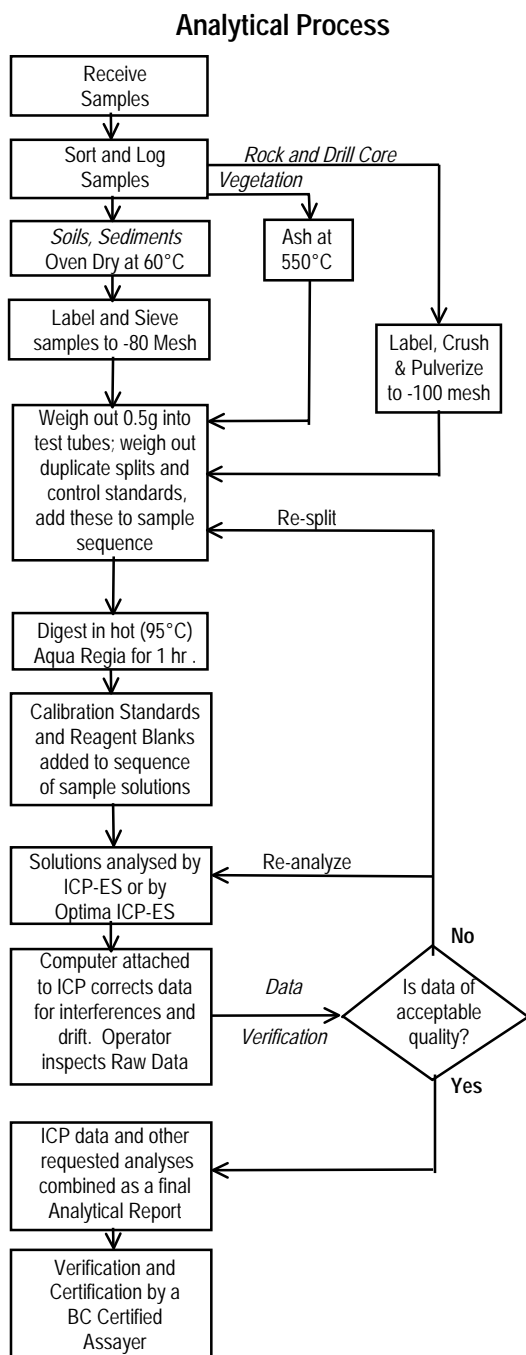 Analytical Process
Receive
Samples
Sort and Log
Samples
Rock and Drill Core
Vegetation
Soils, Sediments
Oven Dry at 60°C
Ash at
550°C
Label and Sieve
samples to -80 Mesh
Label, Crush
& Pulverize
to -100 mesh
Weigh out 0.5g into
test tubes; weigh out
duplicate splits and
control standards,
add these to sample
sequence
Re-split
Digest in hot (95°C)
Aqua Regia for 1 hr .
Calibration Standards
and Reagent Blanks
added to sequence
of sample solutions
Solutions analysed by
ICP-ES or by
Optima ICP-ES
Re-analyze
Computer attached
to ICP corrects data
for interferences and
drift. Operator
inspects Raw Data
Data
Verification
No
Is data of
acceptable
quality?
Yes
ICP data and other
requested analyses
combined as a final
Analytical Report
Verification and
Certification by a
BC Certified
Assayer